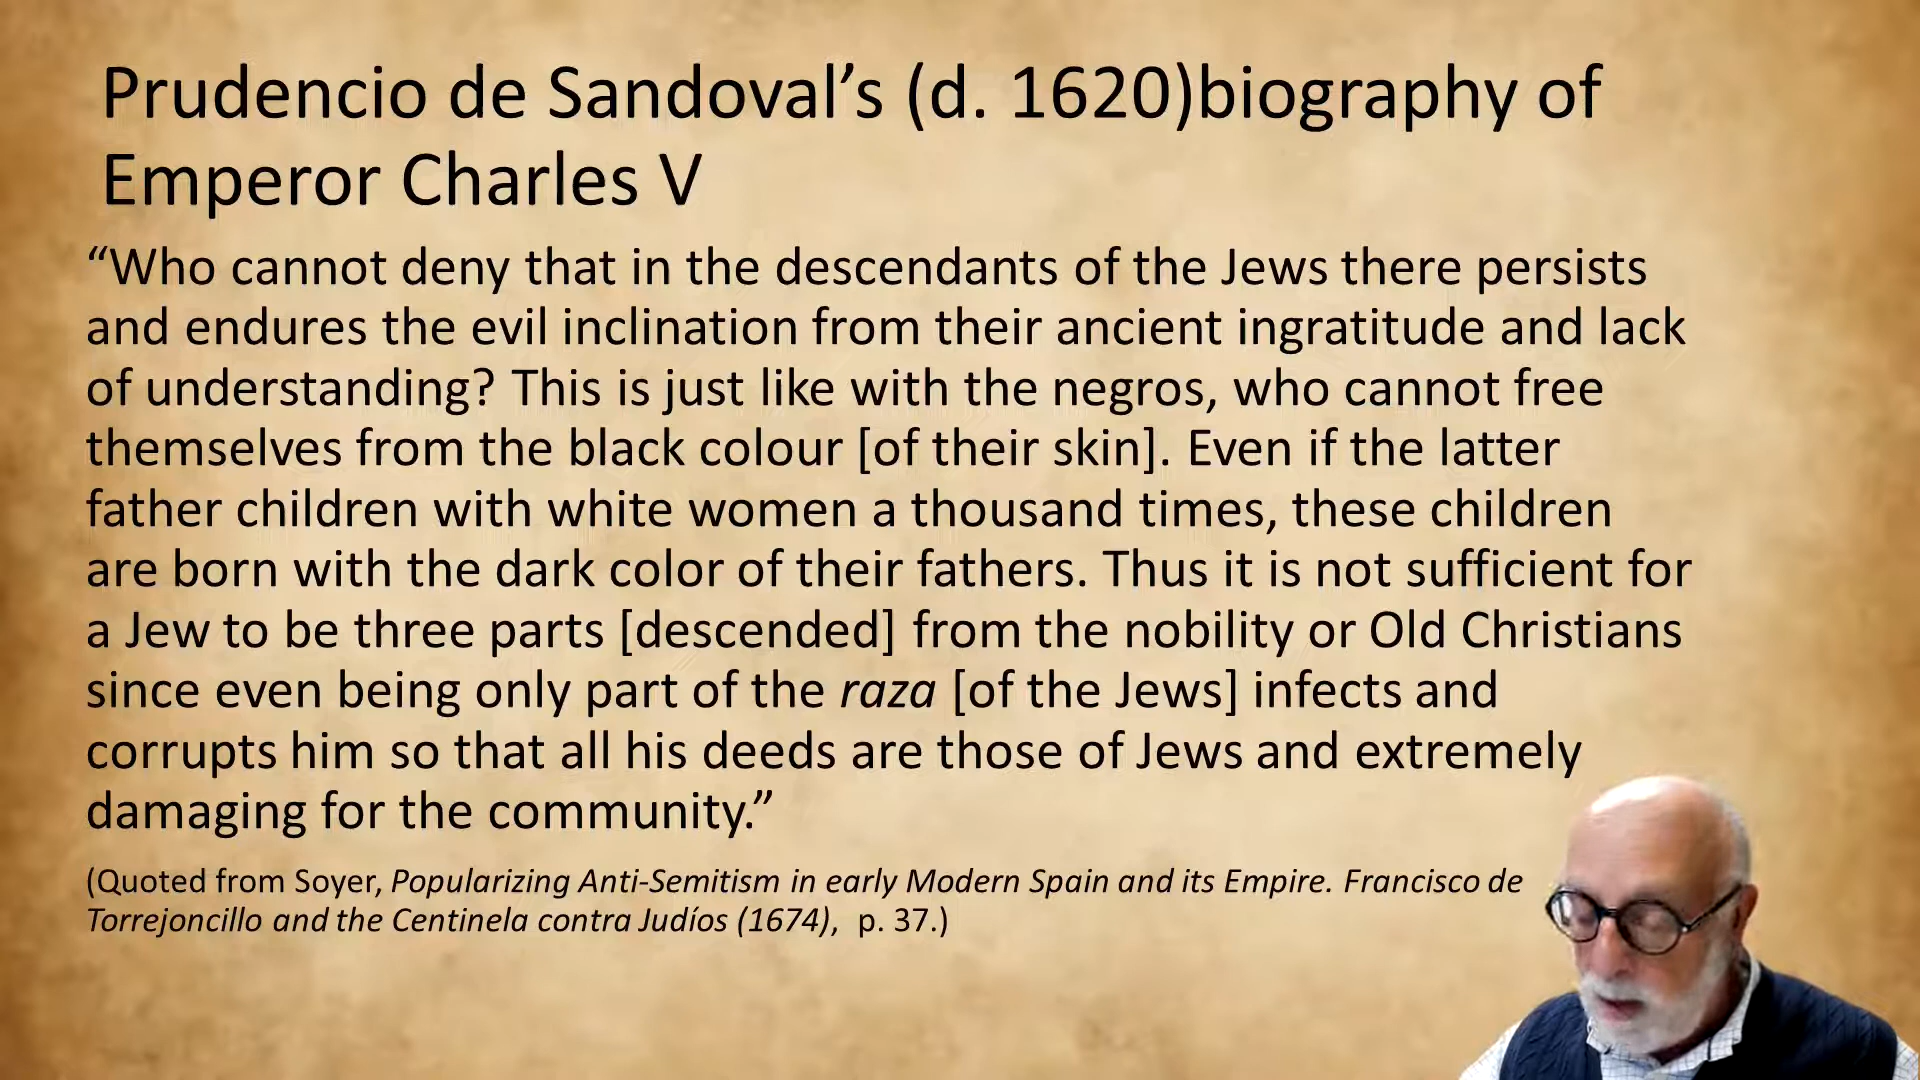 Prudencio de Sandoval’s (d. 1620)biography of
Emperor Charles V
“Who cannot deny that in the descendants of the Jews there persists
and endures the evil inclination from their ancient ingratitude and lack
of understanding? This is just like with the negros, who cannot free
themselves from the black colour [of their skin]. Even if the latter
father children with white women a thousand times, these children
are born with the dark color of their fathers. Thus it is not sufficient for
a Jew to be three parts [descended] from the nobility or Old Christians
since even being only part of the raza [of the Jews] infects and
corrupts him so that all his deeds are those of Jews and extremely
damaging for the community.”
(Quoted from Soyer, Popularizing Anti-Semitism in early Modern Spain and its Empire. Francisco de
Torrejoncillo and the Centinela contra Judíos (1674),  p. 37.)